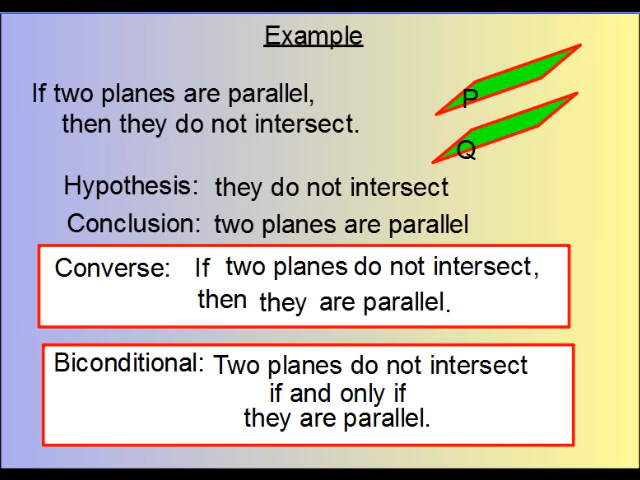 Example
If two planes are parallel,
then they do not intersect.
P
Q
Hypothesis: they do not intersect
Conclusion: two planes are parallel
Converse: If two planes do not intersect,
then they are parallel.
Biconditional: Two planes do not intersect
if and only if
they are parallel.